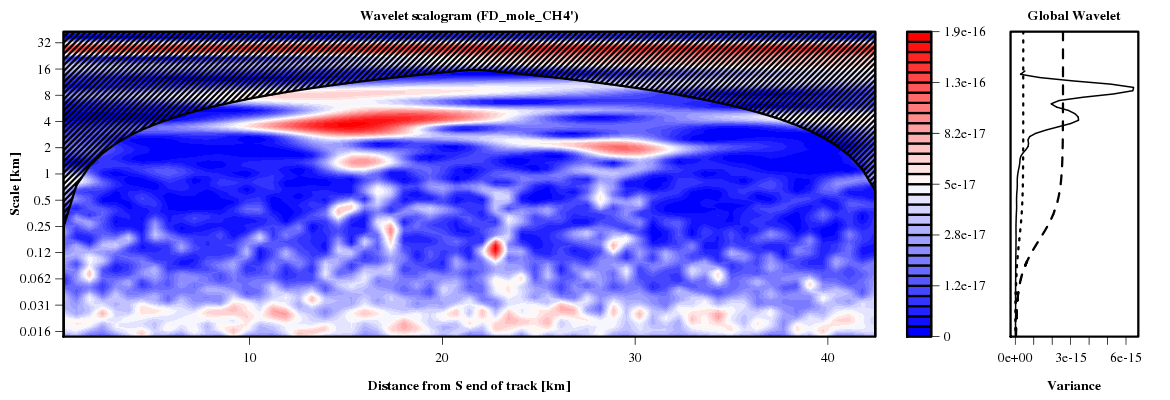 Wavelet scalogram (FD_mole_CH4')
Global Wavelet
Scale [km]
32
16
8
4
2
1
0.5
0.25
0.12
0.062
0.031
0.016
10
20
30
40
Distance from S end of track [km]
1.9e-16
1.3e-16
8.2e-17
5e-17
2.8e-17
1.2e-17
0
0e+00
3e-15
6e-15
Variance